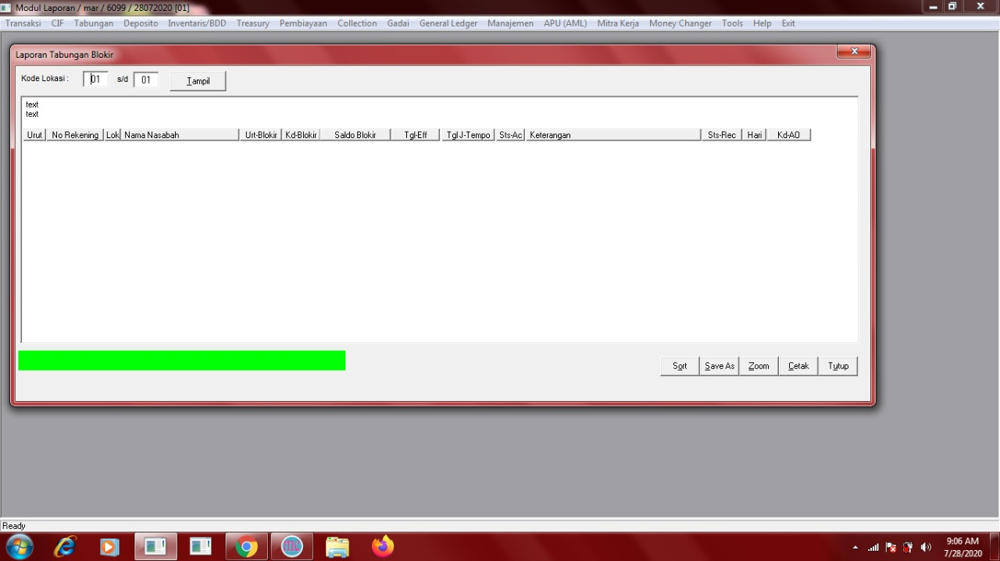 Modul Laporan / mar / 6099 / 28072020 [01]
Transaksi CIF Tabungan Deposito Inventaris/BDD Treasury Pembiayaan Collection Gadai General Ledger Manajemen APU (AML) Mitra Kerja Money Changer Tools Help Exit
Laporan Tabungan Blokir
Kode Lokasi : 01 s/d 01 Tampil
text
text
Urut No Rekening Lok Nama Nasabah Urt-Blokir Kd-Blokir Saldo Blokir Tgl-Eff Tgl J-Tempo Sts-Ac Keterangan Sts-Rec Hari Kd-AO
Sort Save As Zoom Cetak Tutup
Ready
9:06 AM
7/28/2020